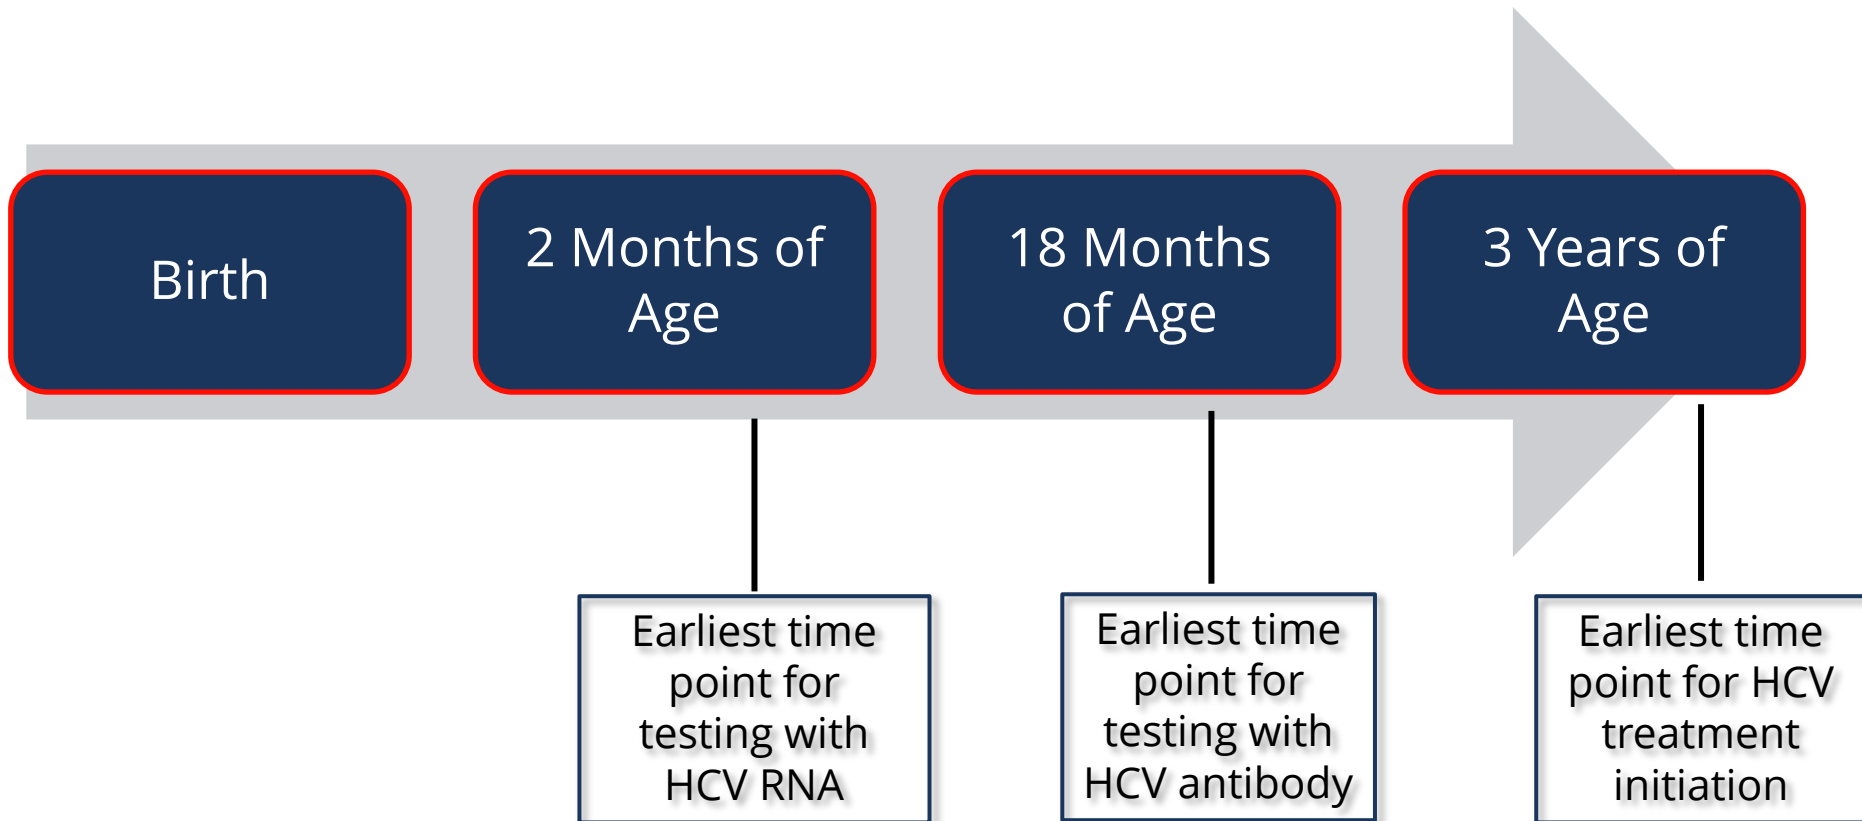 Birth
2 Months of
Age
18 Months
of Age
3 Years of
Age
Earliest time
point for
testing with
HCV RNA
Earliest time
point for
testing with
HCV antibody
Earliest time
point for HCV
treatment
initiation